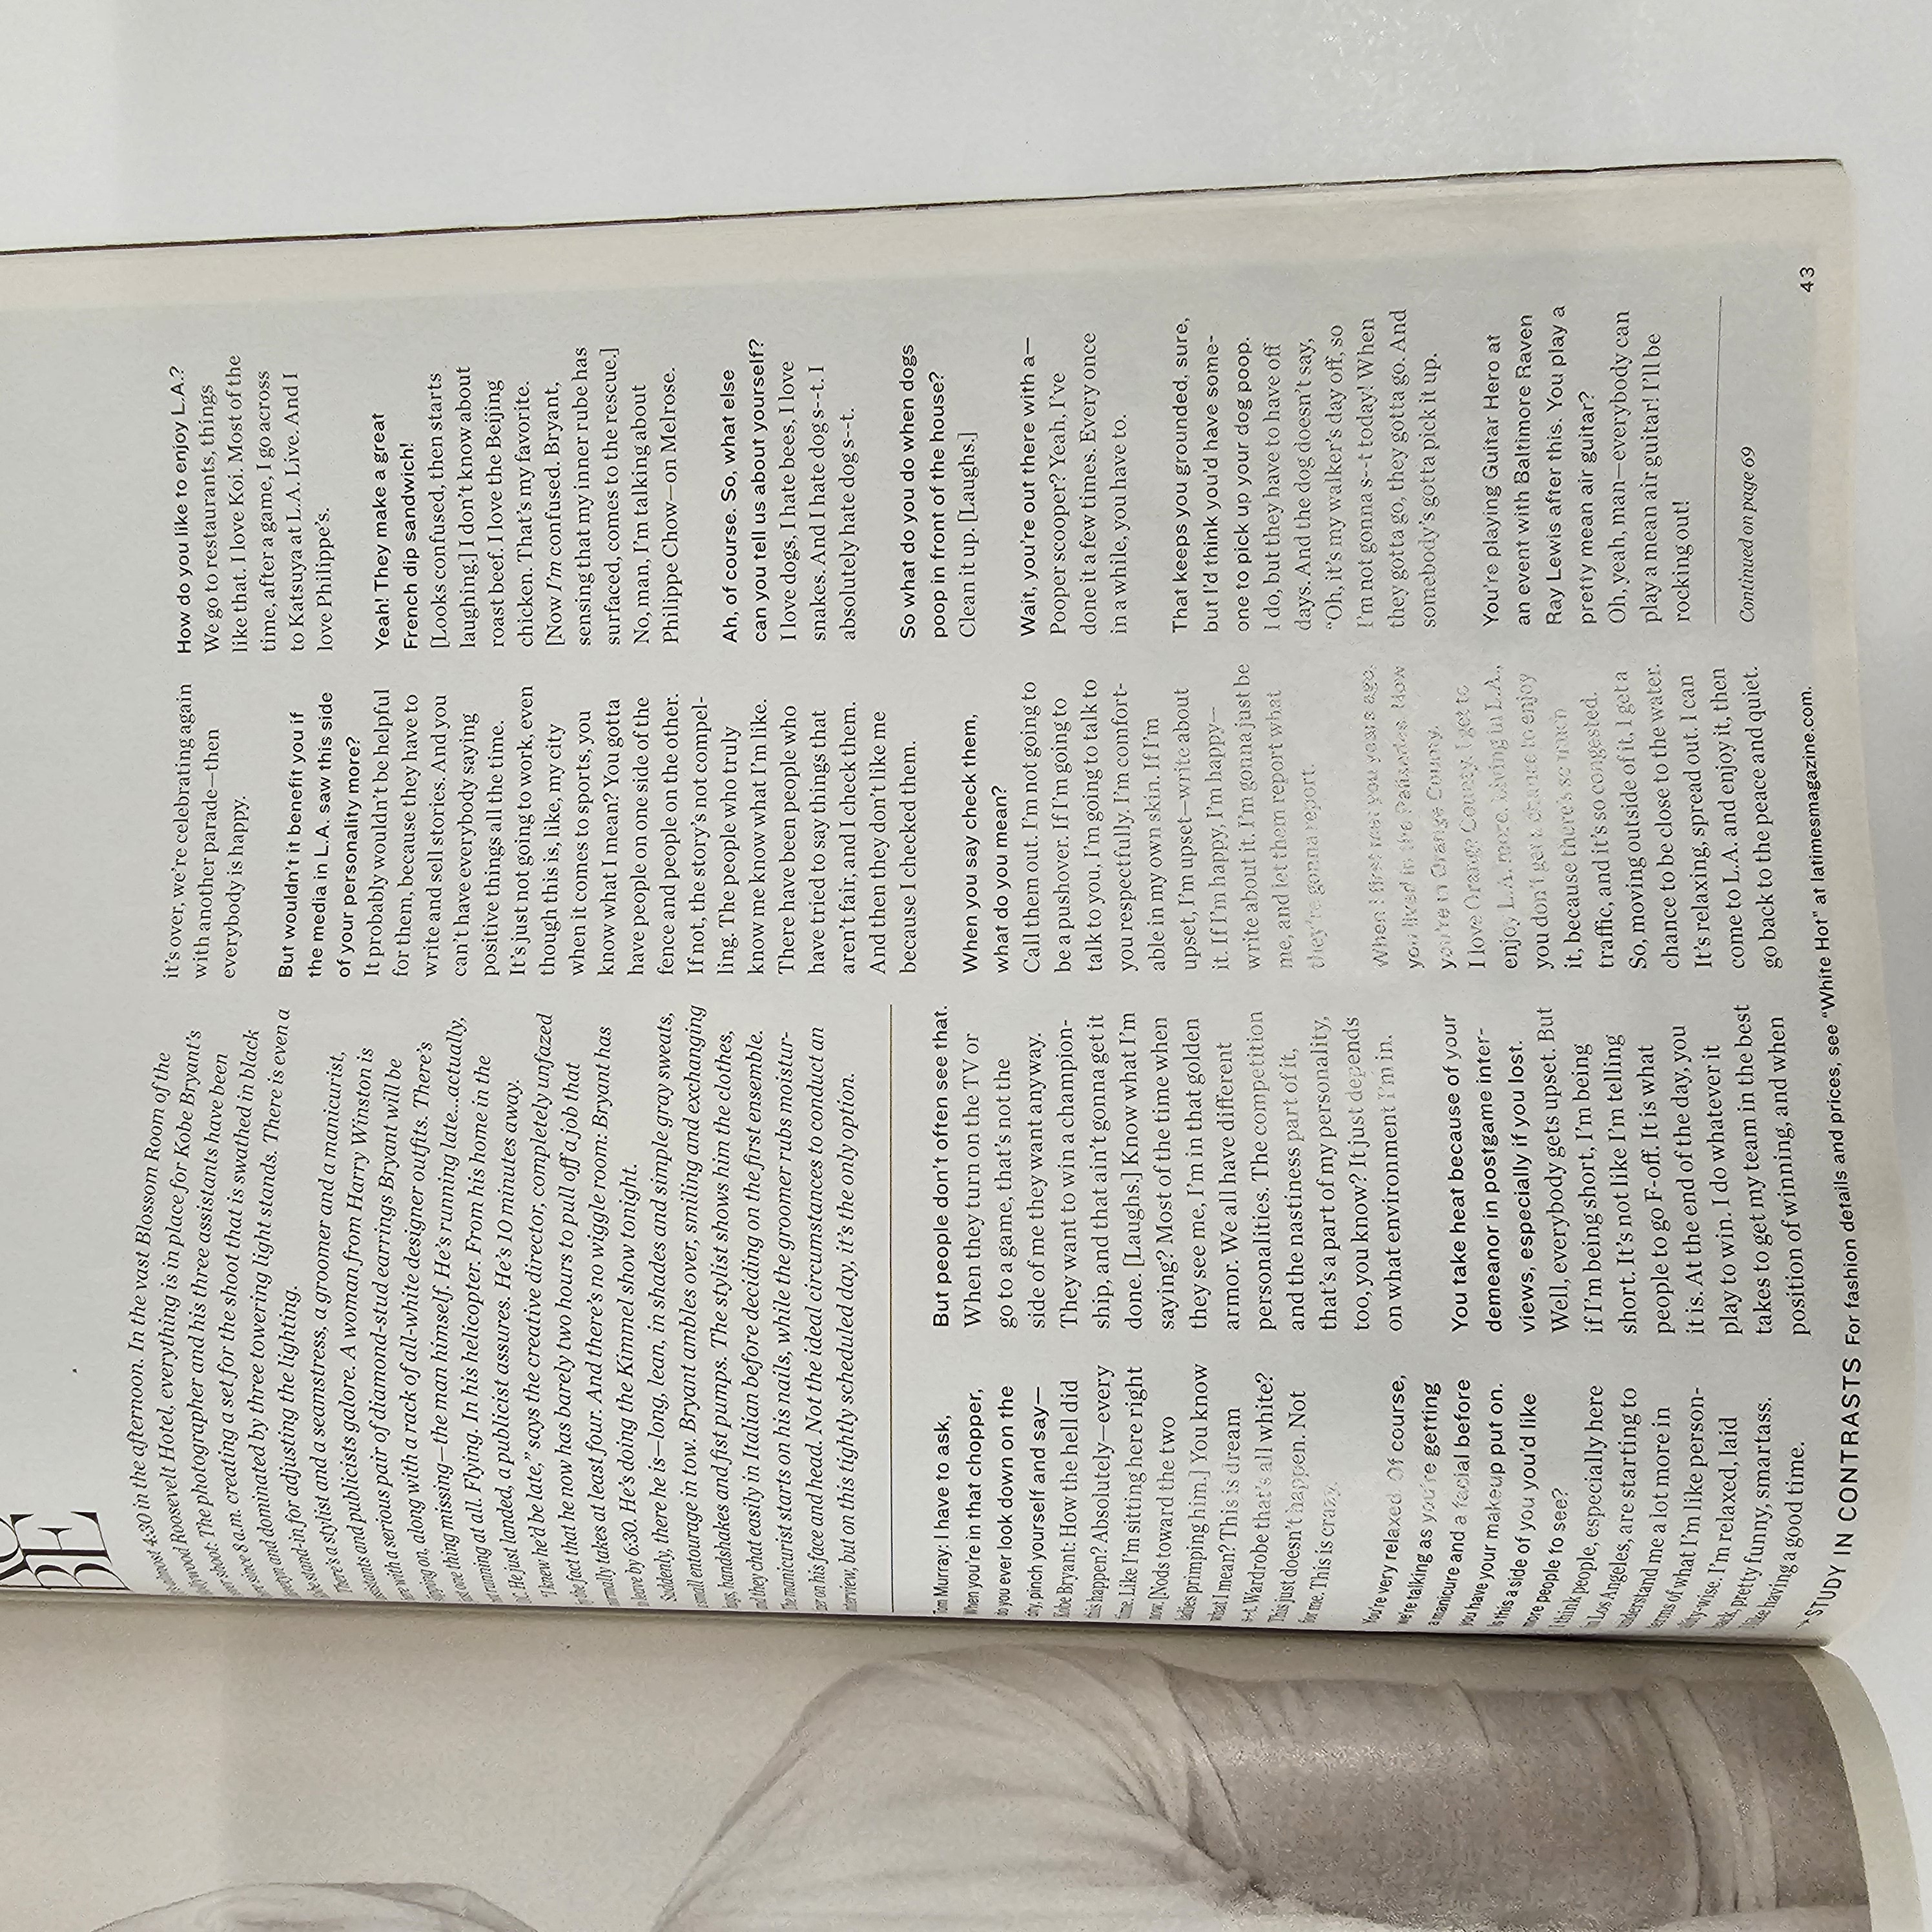 BE
almost 4:30 in the afternoon. In the vast Blossom Room of the
Hollywood Roosevelt Hotel, everything is in place for Kobe Bryant's
shoot: The photographer and his three assistants have been
since 8 a.m. creating a set for the shoot that is swathed in black
and dominated by three towering light stands. There is even a
stand-in for adjusting the lighting.
There's a stylist and a seamstress, a groomer and a manicurist,
assistants and publicists galore. A woman from Harry Winston is
here with a serious pair of diamond-stud earrings Bryant will be
slipping on, along with a rack of all-white designer outfits. There's
just one thing missing—the man himself. He's running late...actually,
not running at all. Flying. In his helicopter. From his home in the
O.C. He just landed, a publicist assures. He's 10 minutes away.
"I knew he'd be late," says the creative director, completely unfazed
by the fact that he now has barely two hours to pull off a job that
normally takes at least four. And there's no wiggle room: Bryant has
to leave by 6:30. He's doing the Kimmel show tonight.
Suddenly, there he is—long, lean, in shades and simple gray sweats,
a small entourage in tow. Bryant ambles over, smiling and exchanging
hugs, handshakes and fist pumps. The stylist shows him the clothes,
and they chat easily in Italian before deciding on the first ensemble.
The manicurist starts on his nails, while the groomer rubs moistur-
izer on his face and head. Not the ideal circumstances to conduct an
interview, but on this tightly scheduled day, it's the only option.
Tom Murray: I have to ask,
When you're in that chopper,
do you ever look down on the
city, pinch yourself and say—
Kobe Bryant: How the hell did
this happen? Absolutely—every
time. Like I'm sitting here right
now. [Nods toward the two
ladies primping him.] You know
what I mean? This is dream
s--t. Wardrobe that's all white?
This just doesn't happen. Not
for me. This is crazy.
You're very relaxed. Of course,
we're talking as you're getting
a manicure and a facial before
you have your makeup put on.
Is this a side of you you'd like
more people to see?
I think people, especially here
in Los Angeles, are starting to
understand me a lot more in
terms of what I'm like person-
ality-wise. I'm relaxed, laid
back, pretty funny, smartass.
I like having a good time.
But people don't often see that.
When they turn on the TV or
go to a game, that's not the
side of me they want anyway.
They want to win a champion-
ship, and that ain't gonna get it
done. [Laughs.] Know what I'm
saying? Most of the time when
they see me, I'm in that golden
armor. We all have different
personalities. The competition
and the nastiness part of it,
that's a part of my personality,
too, you know? It just depends
on what environment I'm in.
You take heat because of your
demeanor in postgame inter-
views, especially if you lost.
Well, everybody gets upset. But
if I'm being short, I'm being
short. It's not like I'm telling
people to go F-off. It is what
it is. At the end of the day, you
play to win. I do whatever it
takes to get my team in the best
position of winning, and when
it's over, we're celebrating again
with another parade—then
everybody is happy.
But wouldn't it benefit you if
the media in L.A. saw this side
of your personality more?
It probably wouldn't be helpful
for them, because they have to
write and sell stories. And you
can't have everybody saying
positive things all the time.
It's just not going to work, even
though this is, like, my city
when it comes to sports, you
know what I mean? You gotta
have people on one side of the
fence and people on the other.
If not, the story's not compel-
ling. The people who truly
know me know what I'm like.
There have been people who
have tried to say things that
aren't fair, and I check them.
And then they don't like me
because I checked them.
When you say check them,
what do you mean?
Call them out. I'm not going to
be a pushover. If I'm going to
talk to you, I'm going to talk to
you respectfully. I'm comfort-
able in my own skin. If I'm
upset, I'm upset—write about
it. If I'm happy, I'm happy—
write about it. I'm gonna just be
me, and let them report what
they're gonna report.
When I first met you years ago,
you lived in the Palisades. Now
you're in Orange County.
I love Orange County. I get to
enjoy L.A. more. Living in L.A.,
you don't get a chance to enjoy
it, because there's so much
traffic, and it's so congested.
So, moving outside of it, I get a
chance to be close to the water.
It's relaxing, spread out. I can
come to L.A. and enjoy it, then
go back to the peace and quiet.
How do you like to enjoy L.A.?
We go to restaurants, things
like that. I love Koi. Most of the
time, after a game, I go across
to Katsuya at L.A. Live. And I
love Philippe's.
Yeah! They make a great
French dip sandwich!
[Looks confused, then starts
laughing.] I don't know about
roast beef. I love the Beijing
chicken. That's my favorite.
[Now I'm confused. Bryant,
sensing that my inner rube has
surfaced, comes to the rescue.]
No, man, I'm talking about
Philippe Chow—on Melrose.
Ah, of course. So, what else
can you tell us about yourself?
I love dogs, I hate bees, I love
snakes. And I hate dog s--t. I
absolutely hate dog s--t.
So what do you do when dogs
poop in front of the house?
Clean it up. [Laughs.]
Wait, you're out there with a—
Pooper scooper? Yeah, I've
done it a few times. Every once
in a while, you have to.
That keeps you grounded, sure,
but I'd think you'd have some-
one to pick up your dog poop.
I do, but they have to have off
days. And the dog doesn't say,
"Oh, it's my walker's day off, so
I'm not gonna s--t today! When
they gotta go, they gotta go. And
somebody's gotta pick it up.
You're playing Guitar Hero at
an event with Baltimore Raven
Ray Lewis after this. You play a
pretty mean air guitar?
Oh, yeah, man—everybody can
play a mean air guitar! I'll be
rocking out!
Continued on page 69
STUDY IN CONTRASTS For fashion details and prices, see "White Hot" at latimesmagazine.com.
43